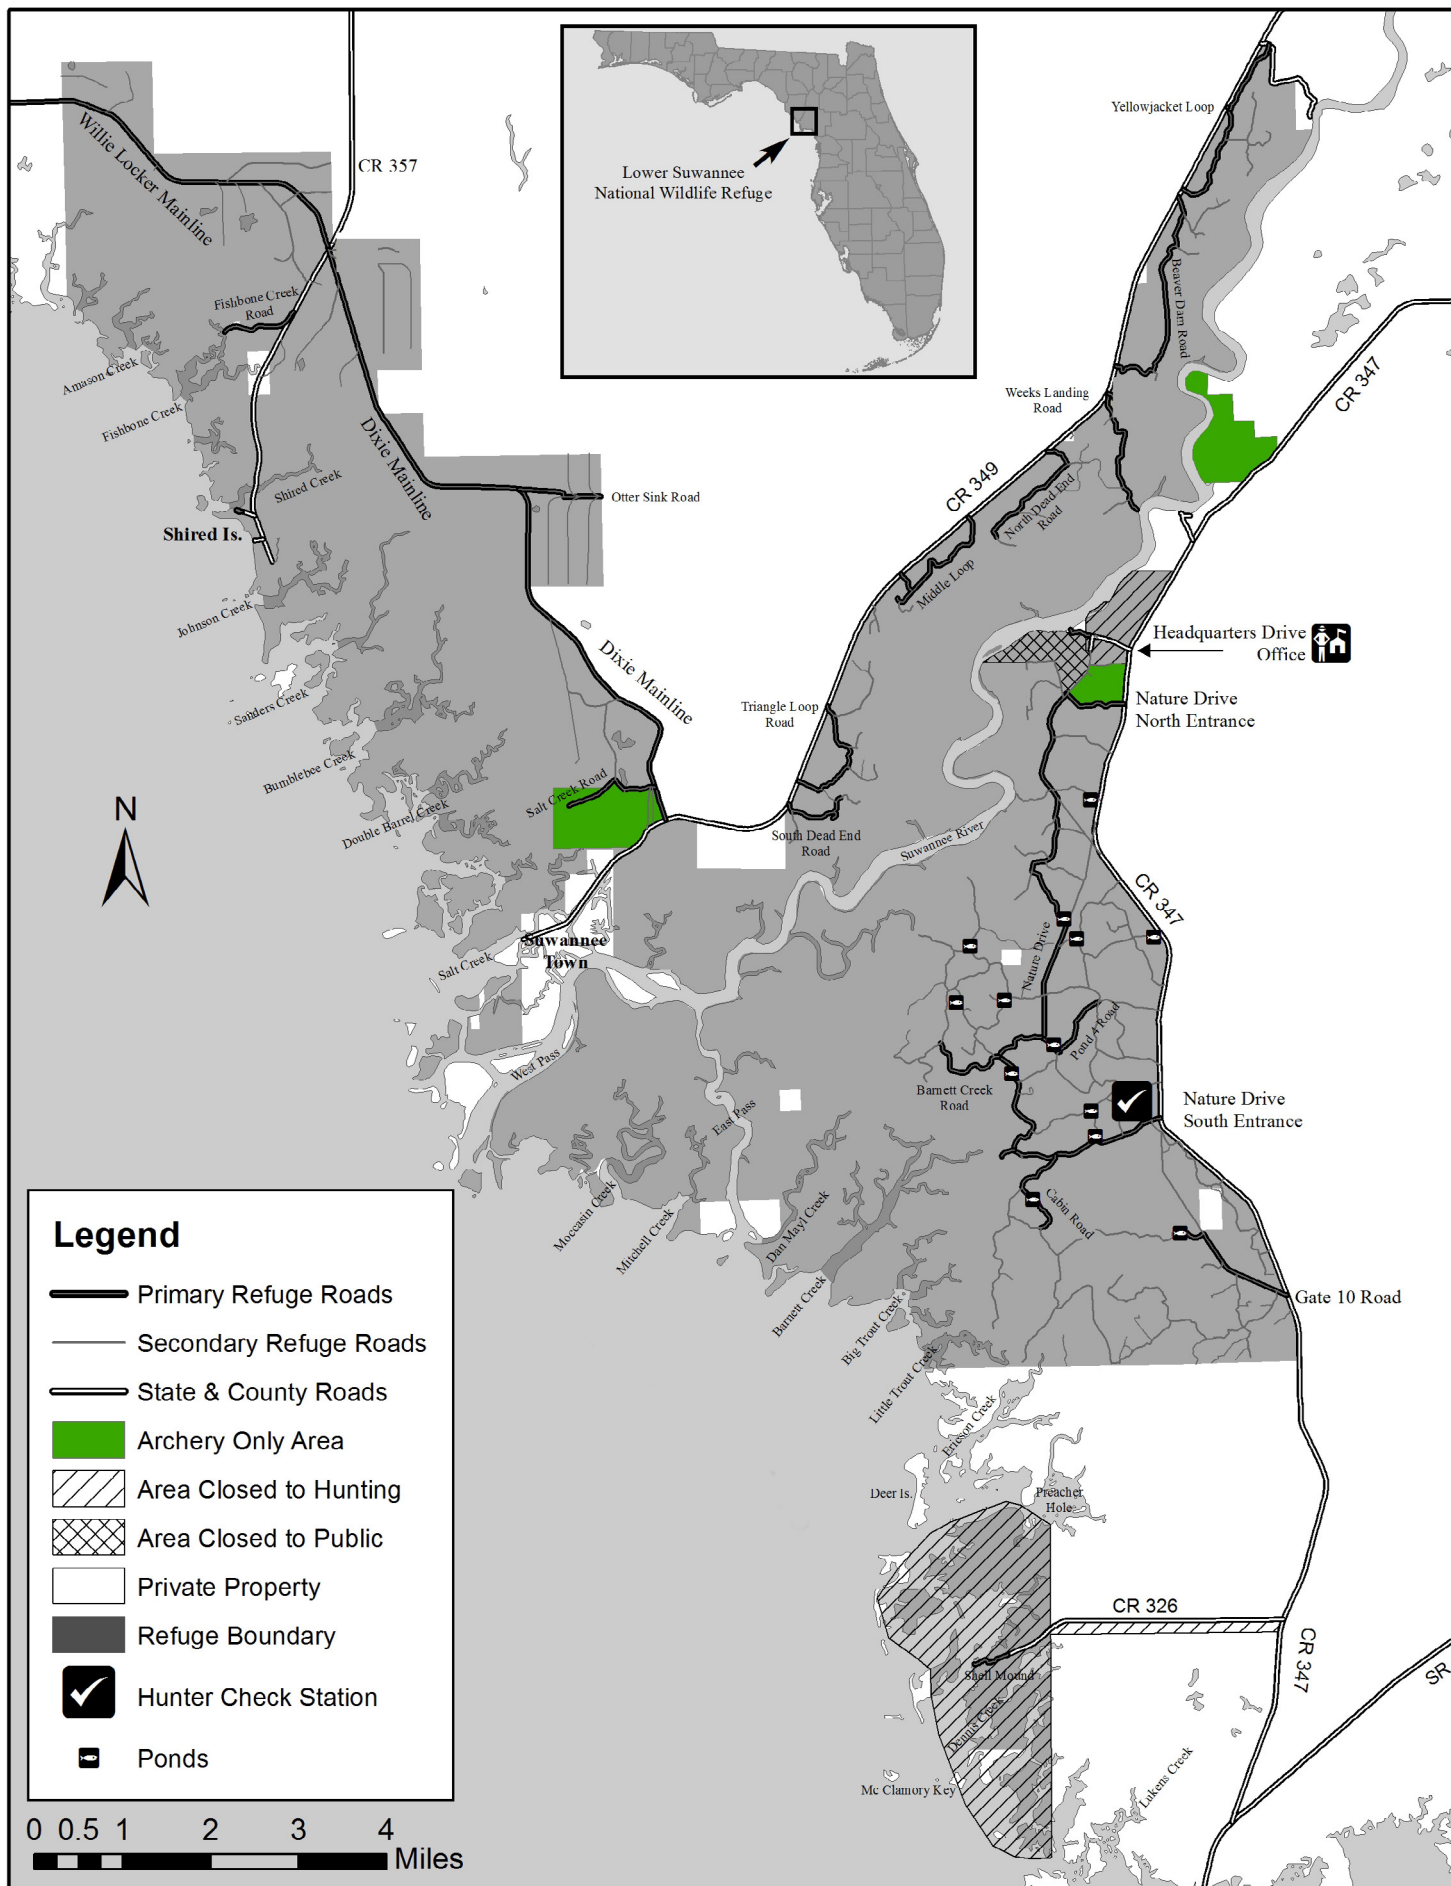 Yellowjacket Loop
CR 357
Willie Locker Mainline
Lower Suwannee
National Wildlife Refuge
Beaver Dam Road
Fishbone Creek
Road
Amason Creek
Fishbone Creek
CR 347
Weeks Landing
Road
Dixie Mainline
CR 349
Shired Creek
Otter Sink Road
North Dead End
Road
Shired Is.
Middle Loop
Johnson Creek
Headquarters Drive
Office
Sanders Creek
Dixie Mainline
Triangle Loop
Road
Nature Drive
North Entrance
Bumblebee Creek
Salt Creek Road
Double Barrel Creek
N
South Dead End
Road
Suwannee River
CR 347
Suwannee
Town
Salt Creek
Nature Drive
Pond 4 Road
West Pass
East Pass
Barnett Creek
Road
Nature Drive
South Entrance
Moccasin Creek
Mitchell Creek
Dan Mayl Creek
Cabin Road
Barnett Creek
Big Trout Creek
Gate 10 Road
Little Trout Creek
Ericson Creek
Deer Is.
Preacher
Hole
CR 326
CR 347
Shell Mound
SR
Dennis Creek
Mc Clamory Key
Lukens Creek
Legend
Primary Refuge Roads
Secondary Refuge Roads
State & County Roads
Archery Only Area
Area Closed to Hunting
Area Closed to Public
Private Property
Refuge Boundary
Hunter Check Station
Ponds
0 0.5 1 2 3 4
Miles